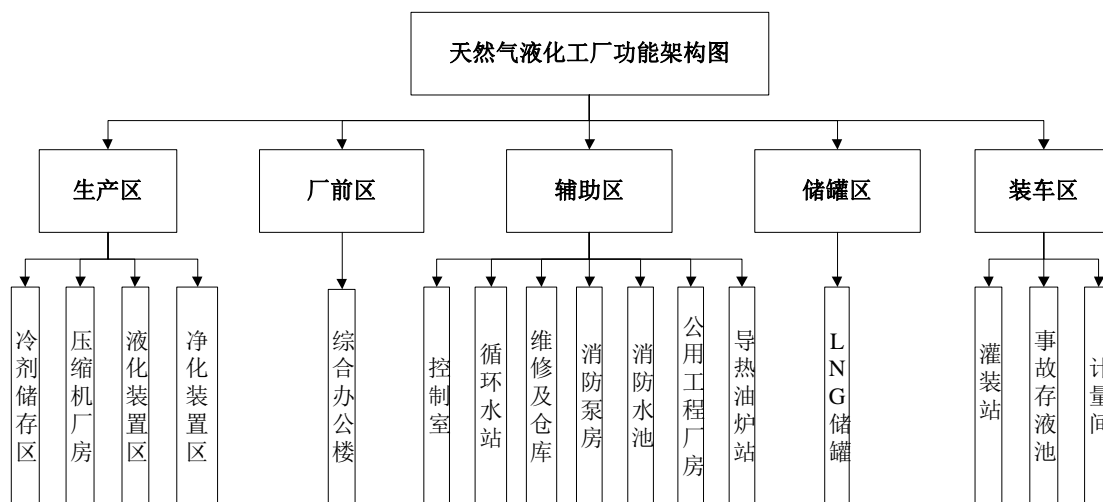 天然气液化工厂功能架构图
生产区
厂前区
辅助区
储罐区
装车区
冷剂储存区
压缩机厂房
液化装置区
净化装置区
综合办公楼
控制室
循环水站
维修及仓库
消防泵房
消防水池
公用工程厂房
导热油炉站
LNG储罐
灌装站
事故存液池
计量间